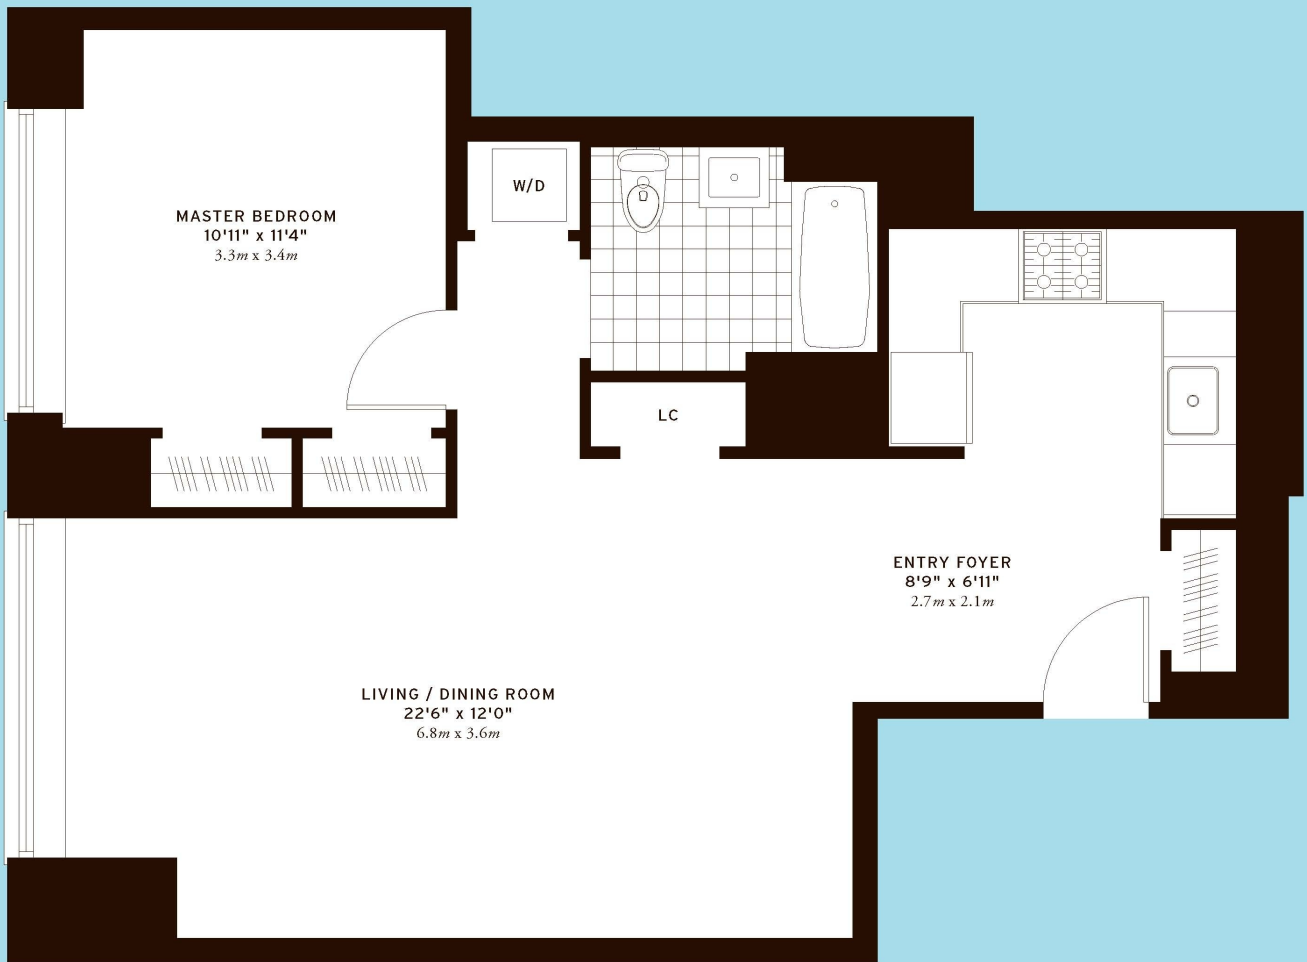 W/D
MASTER BEDROOM
10'11" x 11'4"
3.3m x 3.4m
LC
ENTRY FOYER
8'9" x 6'11"
2.7m x 2.1m
LIVING / DINING ROOM
22'6" x 12'0"
6.8m x 3.6m